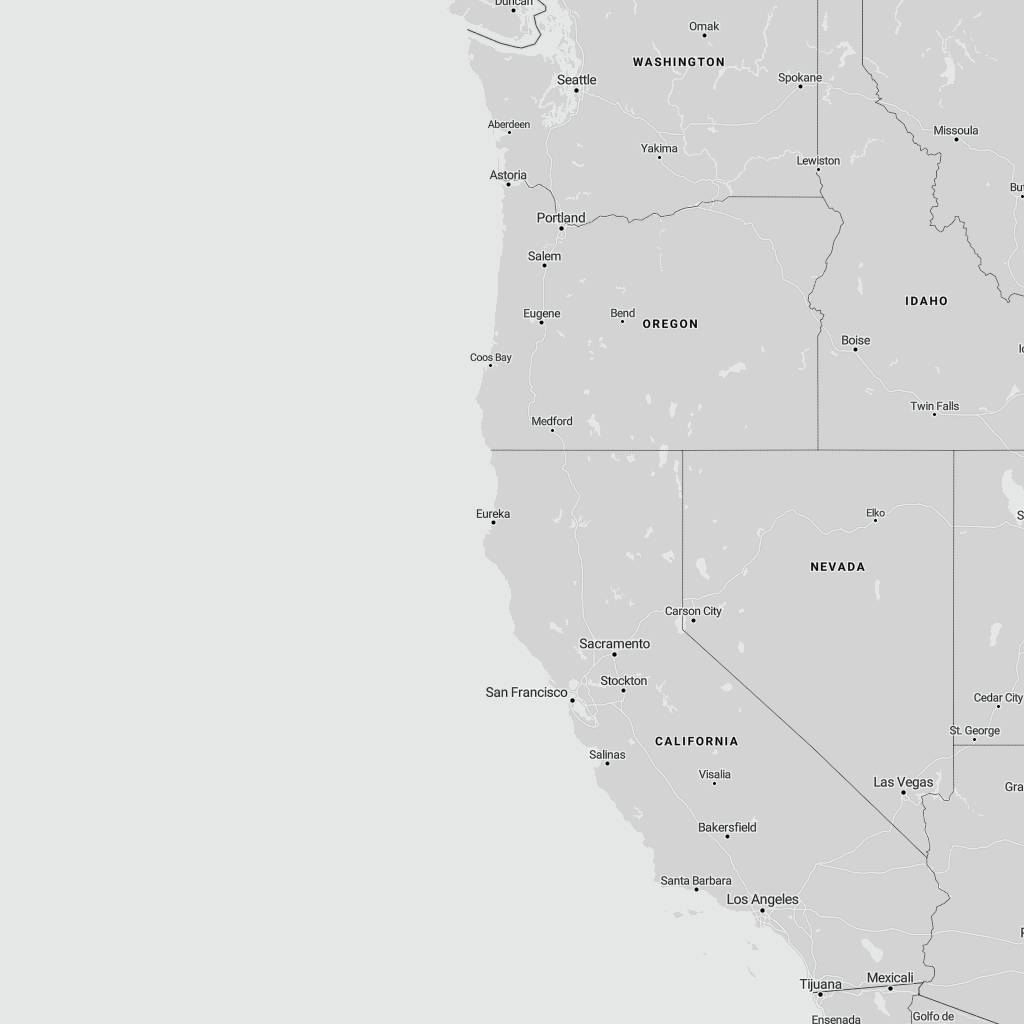 Duncan
Omak
WASHINGTON
Seattle
Spokane
Aberdeen
Missoula
Yakima
Lewiston
Astoria
But
Portland
Salem
IDAHO
Eugene
Bend
OREGON
Boise
Coos Bay
Twin Falls
Medford
Eureka
Elko
S
NEVADA
Carson City
Sacramento
Stockton
San Francisco
Cedar City
St. George
CALIFORNIA
Salinas
Visalia
Las Vegas
Gra
Bakersfield
Santa Barbara
Los Angeles
Mexicali
Tijuana
Ensenada
Golfo de